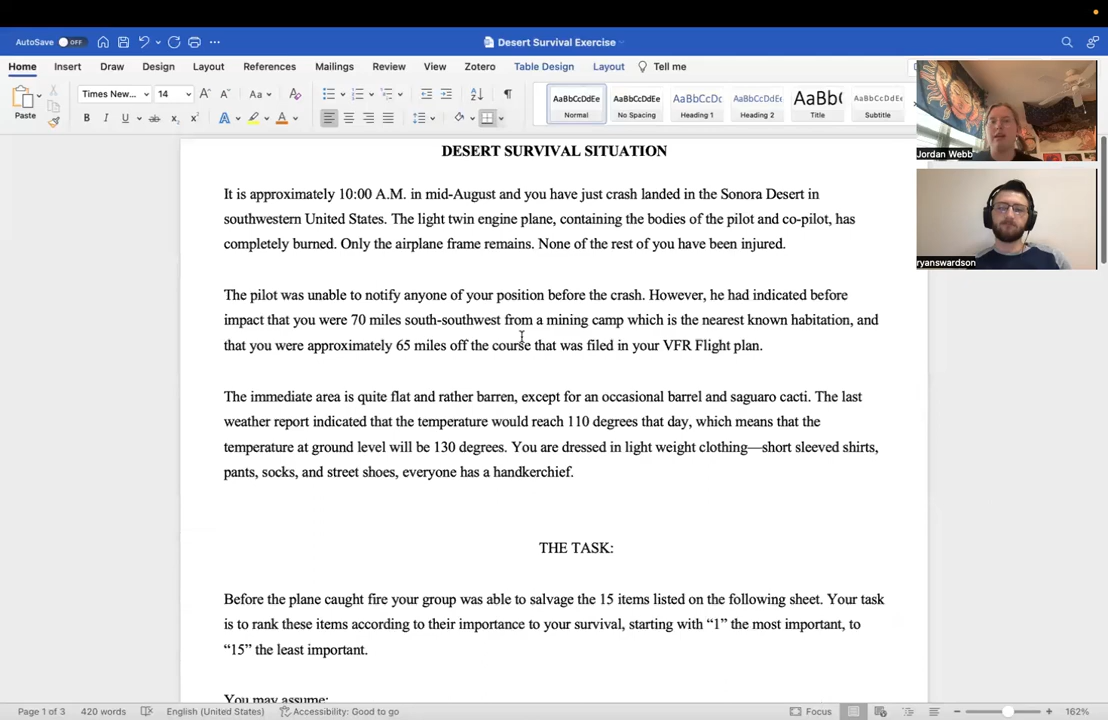 AutoSave OFF
Desert Survival Exercise
Home Insert Draw Design Layout References Mailings Review View Zotero Table Design Layout Tell me
Paste
Times New... 14
Aa
B I U ab x₂ x² A A
AaBbCcDdEe AaBbCcDdEe AaBbCcDc AaBbCcDdEe AaBb( AaBbCcDdEe
Normal No Spacing Heading 1 Heading 2 Title Subtitle
Jordan Webb
ryanswardson
DESERT SURVIVAL SITUATION
It is approximately 10:00 A.M. in mid-August and you have just crash landed in the Sonora Desert in
southwestern United States. The light twin engine plane, containing the bodies of the pilot and co-pilot, has
completely burned. Only the airplane frame remains. None of the rest of you have been injured.
The pilot was unable to notify anyone of your position before the crash. However, he had indicated before
impact that you were 70 miles south-southwest from a mining camp which is the nearest known habitation, and
that you were approximately 65 miles off the course that was filed in your VFR Flight plan.
The immediate area is quite flat and rather barren, except for an occasional barrel and saguaro cacti. The last
weather report indicated that the temperature would reach 110 degrees that day, which means that the
temperature at ground level will be 130 degrees. You are dressed in light weight clothing—short sleeved shirts,
pants, socks, and street shoes, everyone has a handkerchief.
THE TASK:
Before the plane caught fire your group was able to salvage the 15 items listed on the following sheet. Your task
is to rank these items according to their importance to your survival, starting with “1” the most important, to
“15” the least important.
You may assume:
Page 1 of 3 420 words English (United States) Accessibility: Good to go Focus 162%